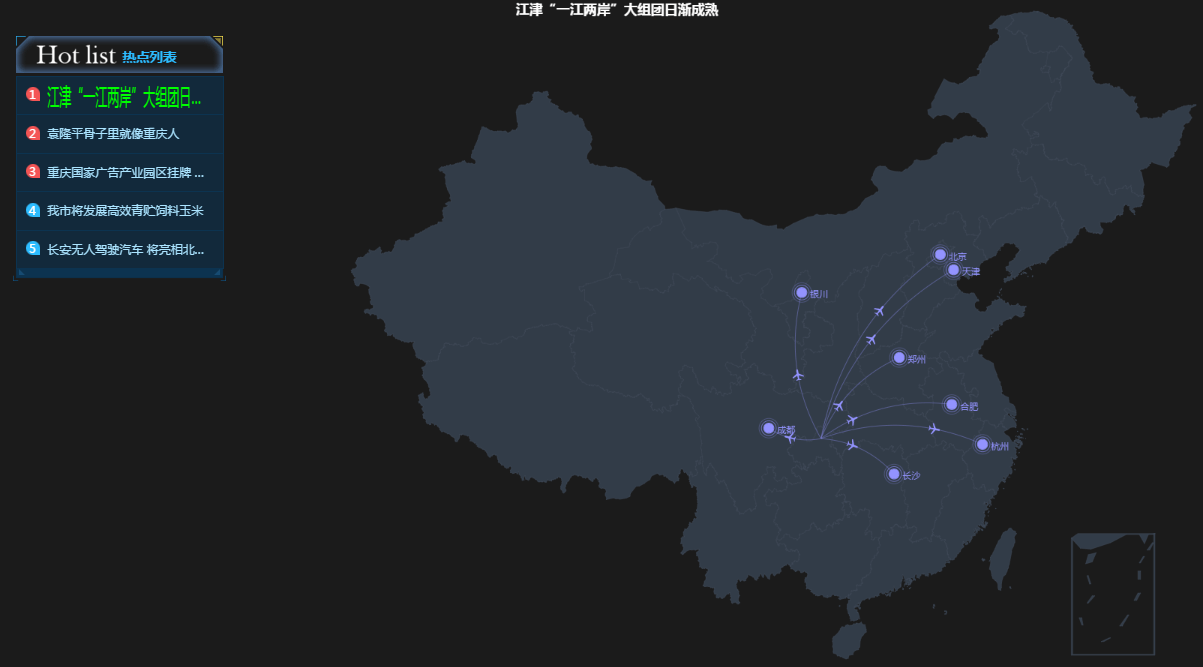 江津“一江两岸”大组团日渐成熟
Hot list 热点列表
1 江津“一江两岸”大组团日...
2 袁隆平骨子里就像重庆人
3 重庆国家广告产业园区挂牌 ...
4 我市将发展高效青贮饲料玉米
5 长安无人驾驶汽车 将亮相北...
北京
天津
银川
郑州
合肥
成都
杭州
长沙